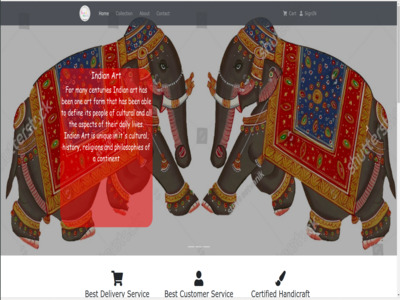 Home Collection About Contact Cart SignIN
Indian Art
For many centuries Indian art has
been one art form that has been able
to define its people of cultural and all
the aspects of their daily lives.
Indian Art is unique in it's cultural,
history, religions and philosophies of
a continent
shutterstock
shutterstock
Best Delivery Service Best Customer Service Certified Handicraft